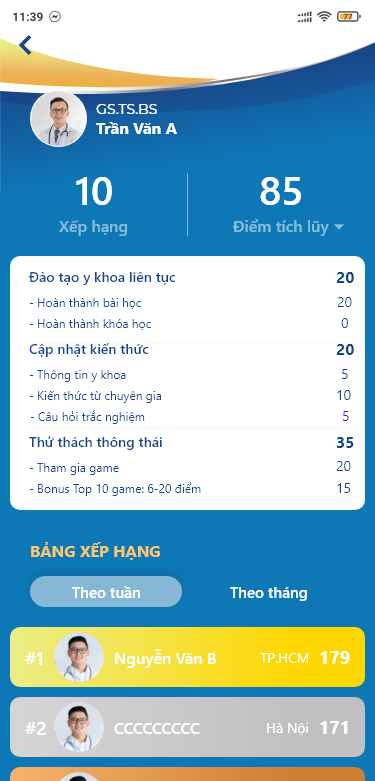 11:39
77
GS.TS.BS
Trần Văn A
10 85
Xếp hạng Điểm tích lũy
Đào tạo y khoa liên tục 20
- Hoàn thành bài học 20
- Hoàn thành khóa học 0
Cập nhật kiến thức 20
- Thông tin y khoa 5
- Kiến thức từ chuyên gia 10
- Câu hỏi trắc nghiệm 5
Thử thách thông thái 35
- Tham gia game 20
- Bonus Top 10 game: 6-20 điểm 15
BẢNG XẾP HẠNG
Theo tuần Theo tháng
#1 Nguyễn Văn B TP.HCM 179
#2 CCCCCCCCC Hà Nội 171